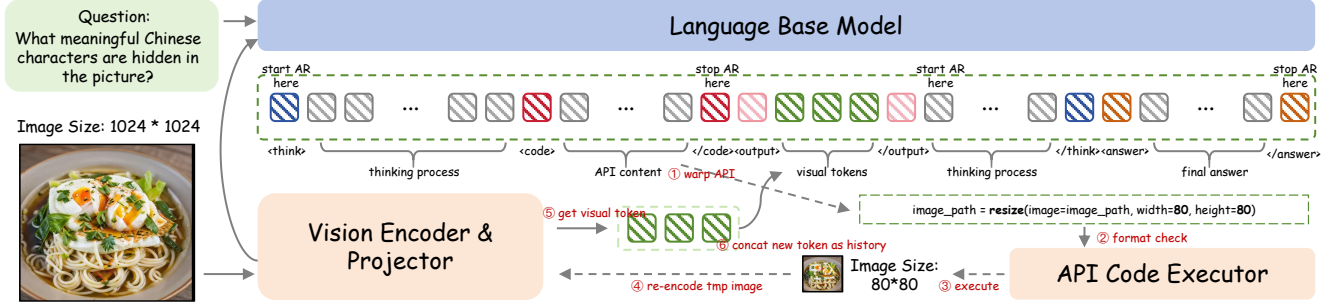 Question:
What meaningful Chinese
characters are hidden in
the picture?
Language Base Model
start AR
here
stop AR
here
start AR
here
stop AR
here
...
...
...
...
<think>
thinking process
<code>
API content
</code>
<output>
visual tokens
</output>
thinking process
</think>
<answer>
final answer
</answer>
Image Size: 1024 * 1024
① warp API
image_path = resize(image=image_path, width=80, height=80)
② format check
API Code Executor
③ execute
Image Size:
80*80
④ re-encode tmp image
Vision Encoder &
Projector
⑤ get visual token
⑥ concat new token as history